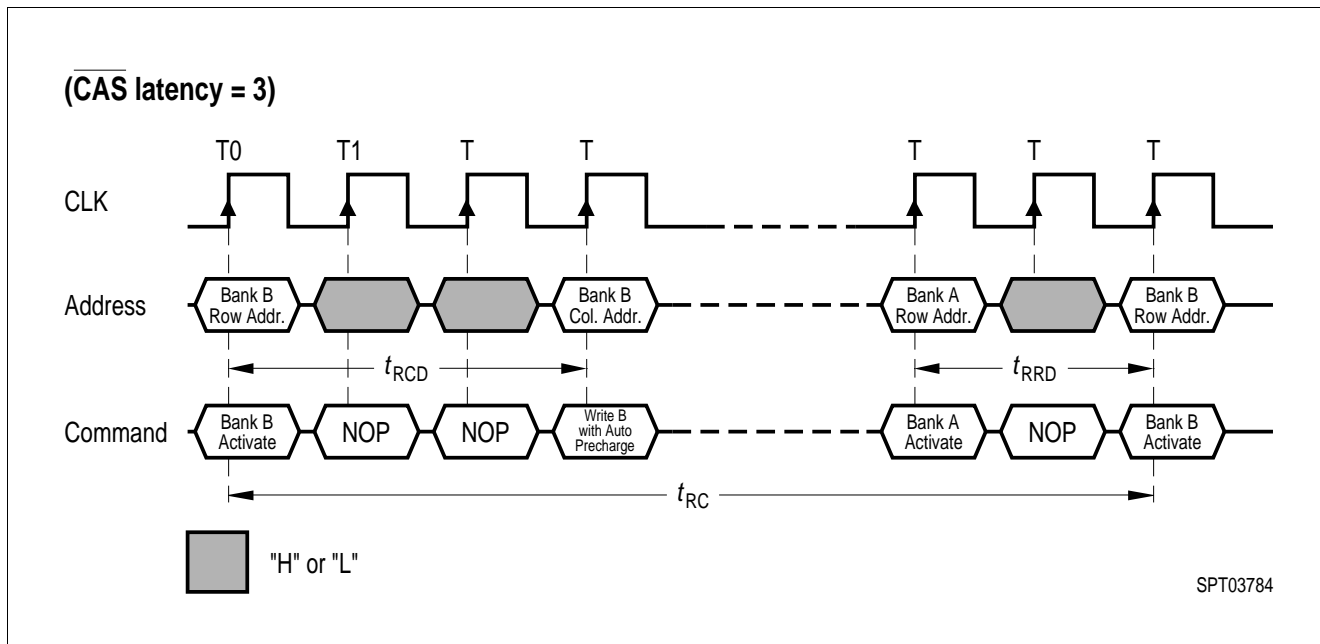 (CAS latency = 3)
T0 T1 T T T T T
CLK
Address
Bank B
Row Addr.
Bank B
Col. Addr.
Bank A
Row Addr.
Bank B
Row Addr.
tRCD
tRRD
Command
Bank B
Activate
NOP
NOP
Write B
with Auto
Precharge
Bank A
Activate
NOP
Bank B
Activate
tRC
"H" or "L"
SPT03784